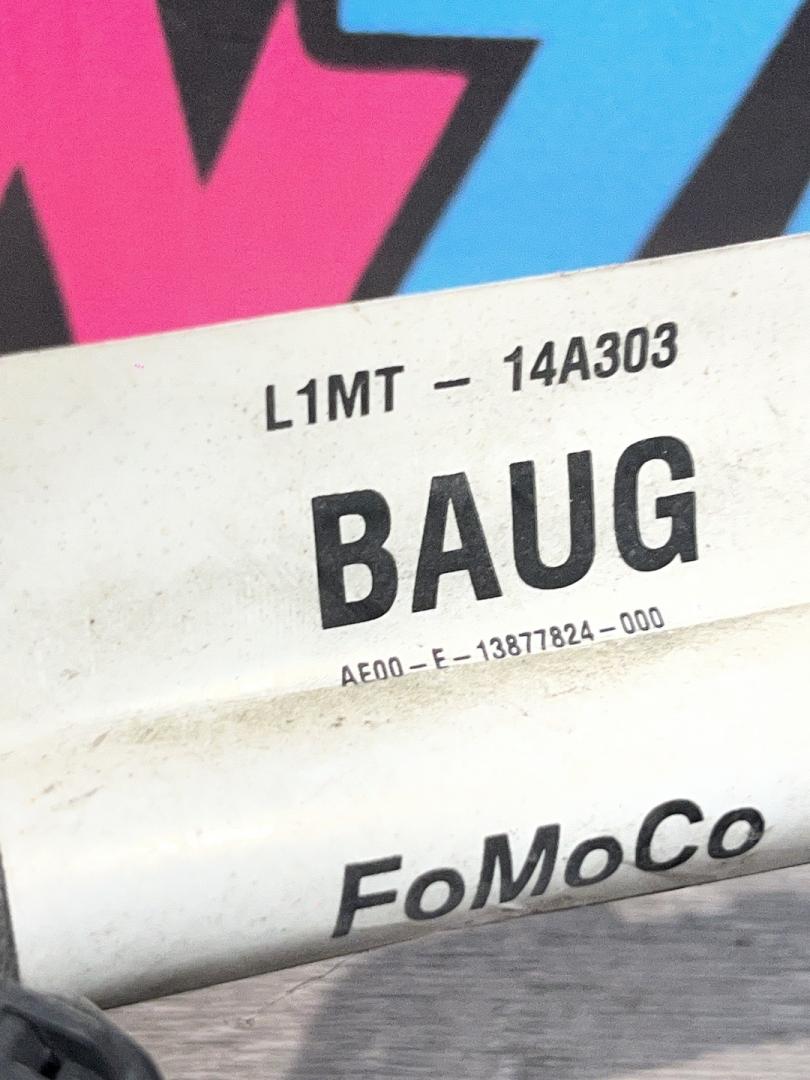 L1MT - 14A303
BAUG
AE00-E-13877824-000
FoMoCo